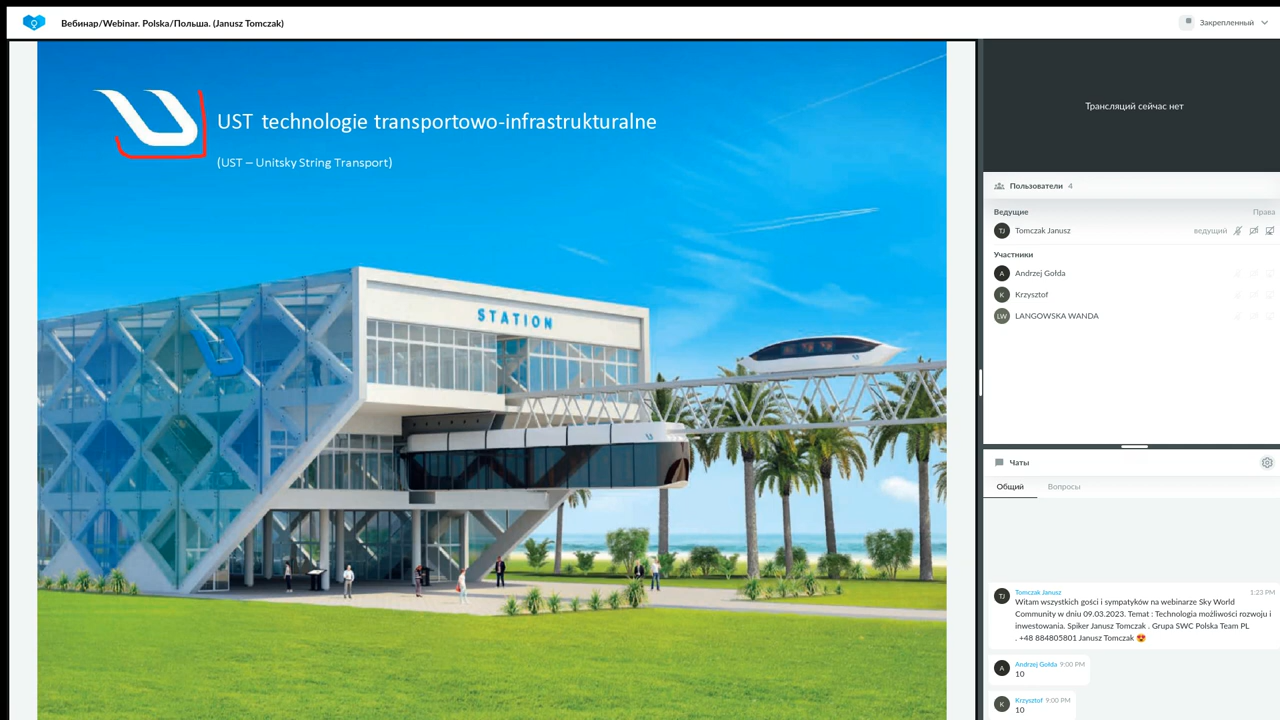 Вебинар/Webinar. Polska/Польша. (Janusz Tomczak)
Закрепленный
UST technologie transportowo-infrastrukturalne
(UST – Unitsky String Transport)
STATION
Трансляций сейчас нет
Пользователи 4
Ведущие Права
TJ Tomczak Janusz ведущий
Участники
A Andrzej Gołda
K Krzysztof
LW LANGOWSKA WANDA
Чаты
Общий Вопросы
TJ Tomczak Janusz 1:23 PM
Witam wszystkich gości i sympatyków na webinarze Sky World
Community w dniu 09.03.2023. Temat : Technologia możliwości rozwoju i
inwestowania. Spiker Janusz Tomczak . Grupa SWC Polska Team PL
. +48 884805801 Janusz Tomczak 😍
A Andrzej Gołda 9:00 PM
10
K Krzysztof 9:00 PM
10